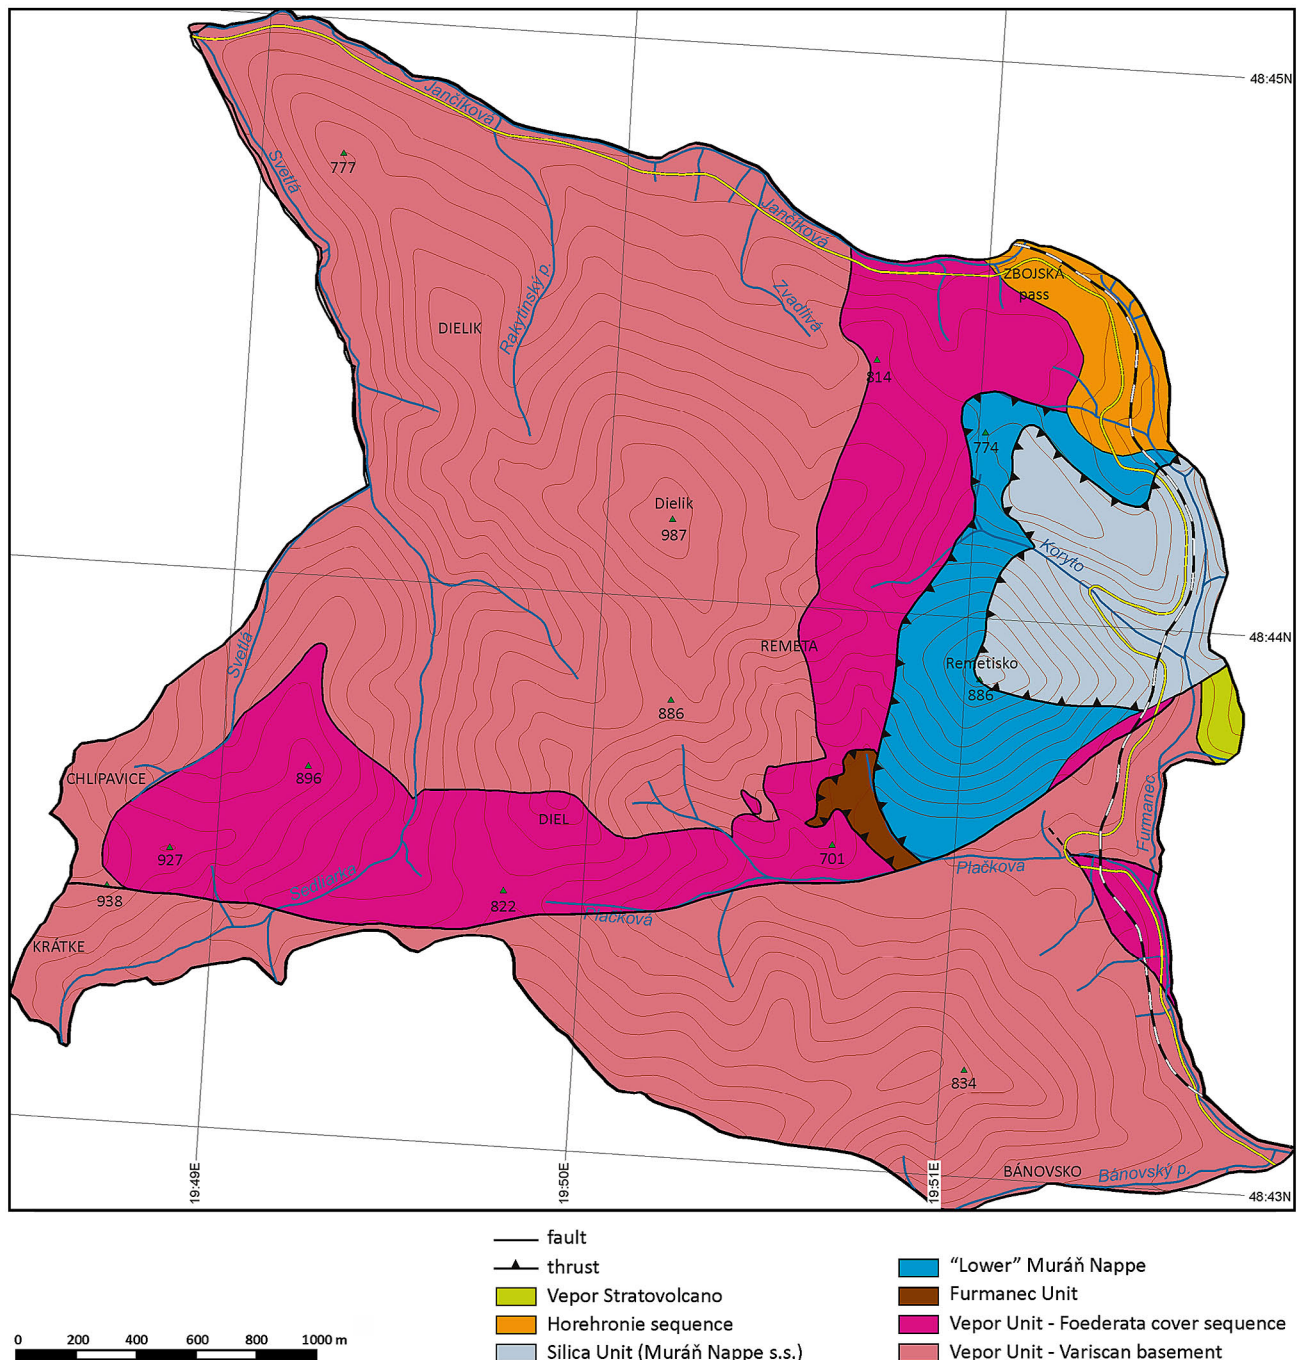 48:45N
Jančíková
Svetlá
777
Jančíková
ZBOJSKÁ
pass
Rakytinský p.
Zvadlivá
DIELIK
814
774
Dielik
987
Koryto
48:44N
REMETA
Svetlá
Remetisko
886
886
CHLIPAVICE
896
DIEL
Furmanec
927
701
Plačková
Sedliarka
938
822
Plačková
KRÁTKE
834
BÁNOVSKO
Bánovský p.
19:49E
19:50E
19:51E
48:43N
fault
thrust
Vepor Stratovolcano
Horehronie sequence
Silica Unit (Muráň Nappe s.s.)
“Lower” Muráň Nappe
Furmanec Unit
Vepor Unit - Foederata cover sequence
Vepor Unit - Variscan basement
0 200 400 600 800 1000 m